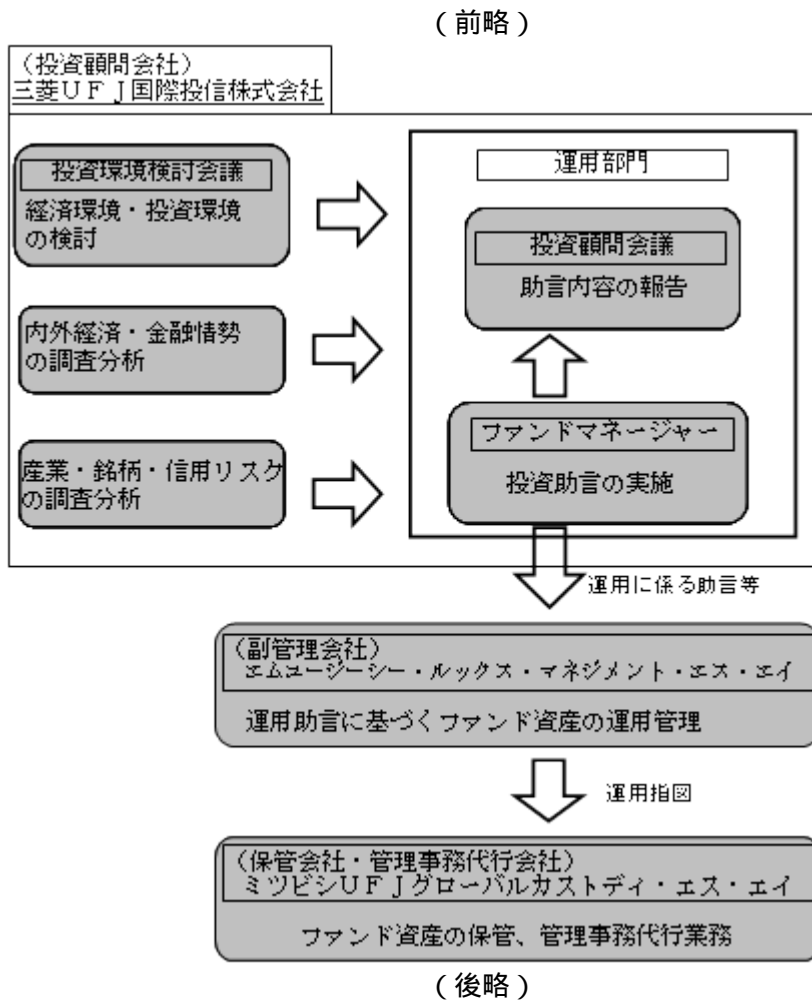 （前略）
（投資顧問会社）
三菱ＵＦＪ国際投信株式会社
投資環境検討会議
経済環境・投資環境
の検討
内外経済・金融情勢
の調査分析
産業・銘柄・信用リスク
の調査分析
運用部門
投資顧問会議
助言内容の報告
ファンドマネージャー
投資助言の実施
運用に係る助言等
（副管理会社）
エムユージーシー・ルックス・マネジメント・エス・エイ
運用助言に基づくファンド資産の運用管理
運用指図
（保管会社・管理事務代行会社）
ミツビシＵＦＪグローバルカストディ・エス・エイ
ファンド資産の保管、管理事務代行業務
（後略）